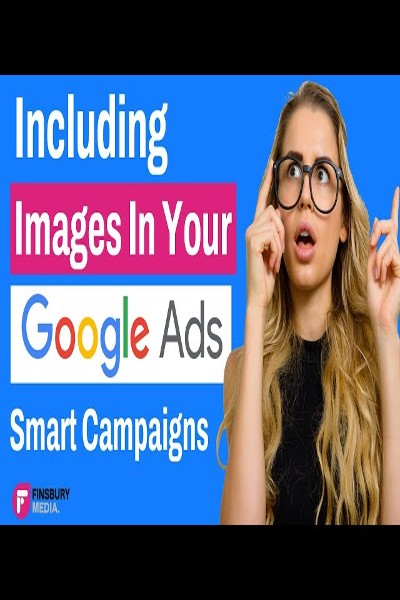 Including
Images In Your
Google Ads
Smart Campaigns
FINSBURY
MEDIA.